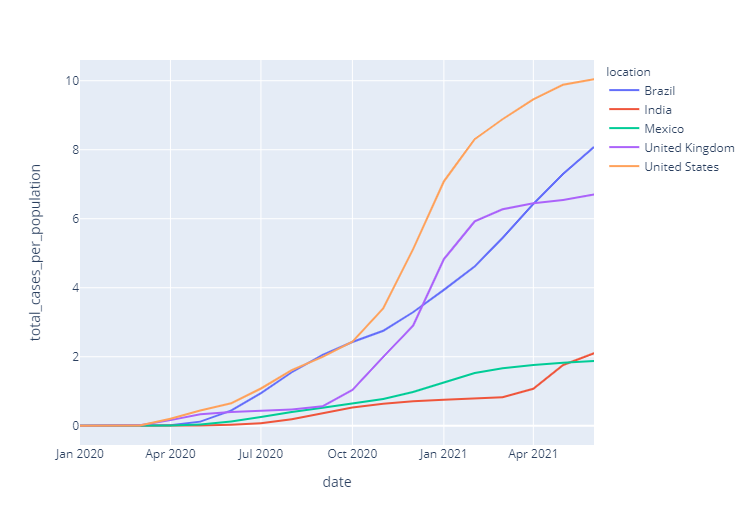 location
Brazil
India
Mexico
United Kingdom
United States
total_cases_per_population
10
8
6
4
2
0
Jan 2020
Apr 2020
Jul 2020
Oct 2020
Jan 2021
Apr 2021
date